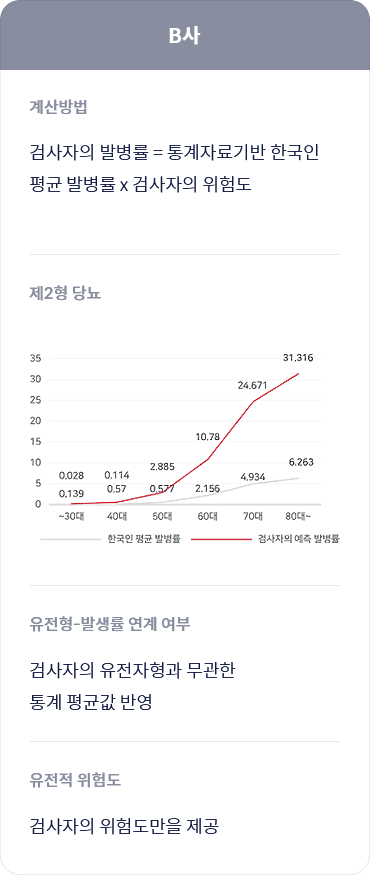 B사
계산방법
검사자의 발병률 = 통계자료기반 한국인
평균 발병률 x 검사자의 위험도
제2형 당뇨
35
30
25
20
15
10
5
0
0.028
0.139
0.114
0.57
2.885
0.577
10.78
2.156
24.671
4.934
31.316
6.263
~30대 40대 50대 60대 70대 80대~
한국인 평균 발병률 검사자의 예측 발병률
유전형-발생률 연계 여부
검사자의 유전자형과 무관한
통계 평균값 반영
유전적 위험도
검사자의 위험도만을 제공